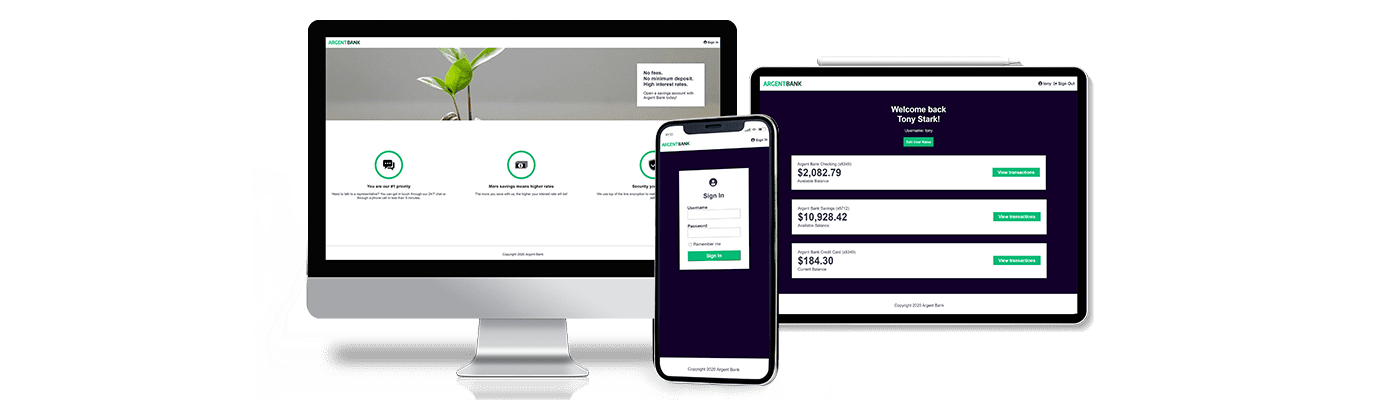 ARGENTBANK
Sign In
No fees.
No minimum deposit.
High interest rates.
Open a savings account with
Argent Bank today!
You are our #1 priority
Need to talk to a representative? You can get in touch through our 24/7 chat or
through a phone call in less than 5 minutes.
More savings means higher rates
The more you save with us, the higher your interest rate will be!
Security yo
We use top of the line encryption to
Copyright 2020 Argent Bank
ARGENTBANK
Sign In
Sign In
Username
Password
Remember me
Sign In
Copyright 2020 Argent Bank
ARGENTBANK
tony Sign Out
Welcome back
Tony Stark!
Username: tony
Edit User Name
Argent Bank Checking (x8349)
$2,082.79
Available Balance
View transactions
Argent Bank Savings (x6712)
$10,928.42
Available Balance
View transactions
Argent Bank Credit Card (x8349)
$184.30
Current Balance
View transactions
Copyright 2020 Argent Bank